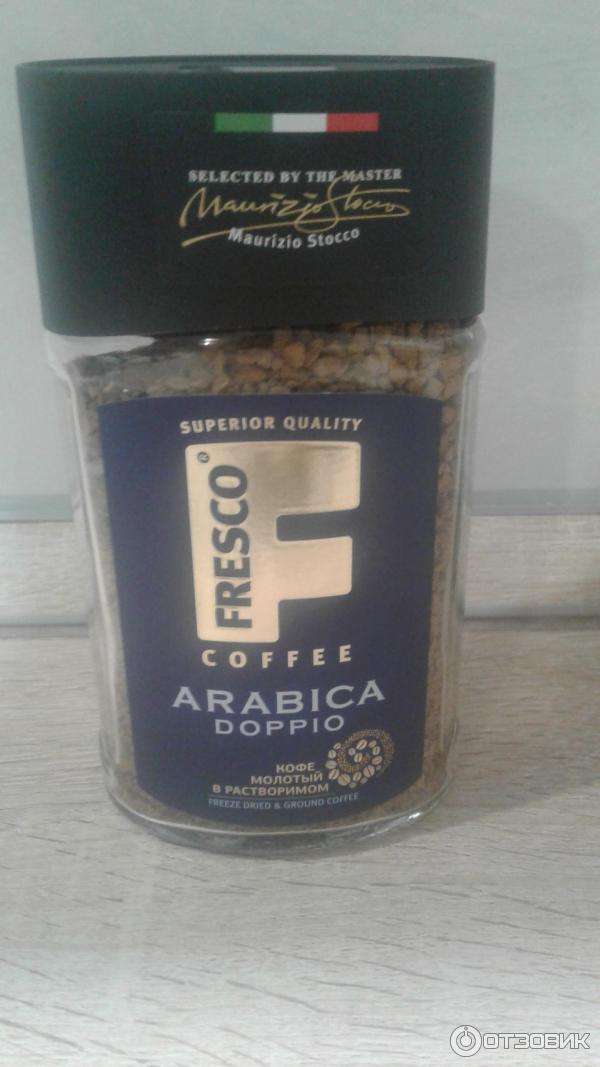 SELECTED BY THE MASTER
Maurizio Stocco
Maurizio Stocco
SUPERIOR QUALITY
F
FRESCO®
COFFEE
ARABICA
DOPPIO
КОФЕ
МОЛОТЫЙ
В РАСТВОРИМОМ
FREEZE DRIED & GROUND COFFEE
ОТЗОВИК